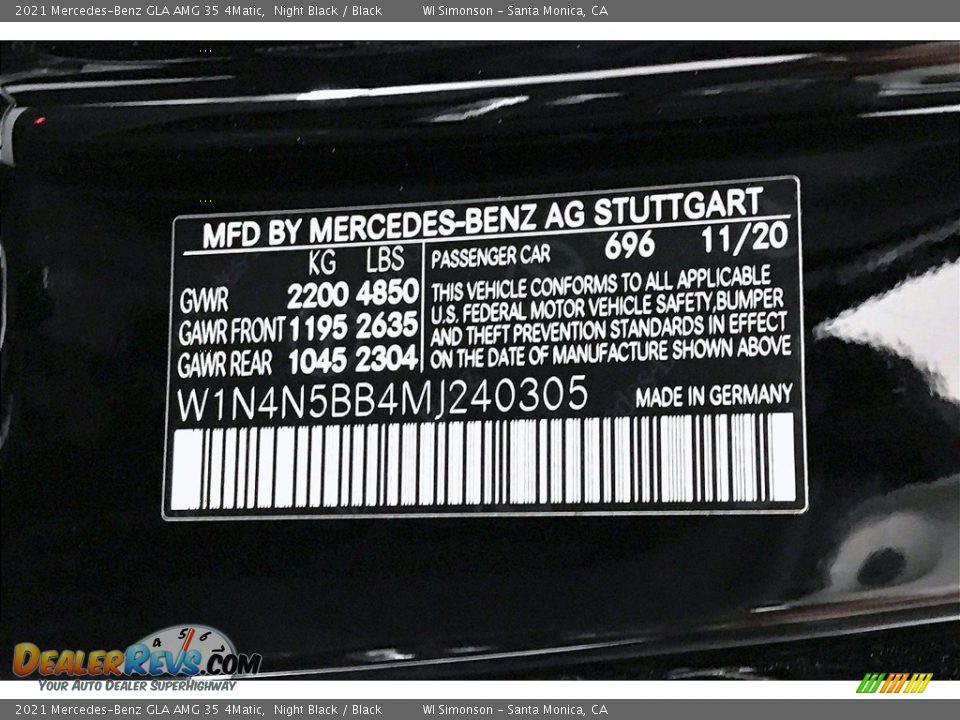 2021 Mercedes-Benz GLA AMG 35 4Matic, Night Black / Black WI Simonson - Santa Monica, CA
MFD BY MERCEDES-BENZ AG STUTTGART
KG LBS
GVWR 2200 4850
GAWR FRONT 1195 2635
GAWR REAR 1045 2304
PASSENGER CAR 696 11/20
THIS VEHICLE CONFORMS TO ALL APPLICABLE
U.S. FEDERAL MOTOR VEHICLE SAFETY,BUMPER
AND THEFT PREVENTION STANDARDS IN EFFECT
ON THE DATE OF MANUFACTURE SHOWN ABOVE
W1N4N5BB4MJ240305 MADE IN GERMANY
4 5 6
DEALERREVS.COM
YOUR AUTO DEALER SUPERHIGHWAY
2021 Mercedes-Benz GLA AMG 35 4Matic, Night Black / Black WI Simonson - Santa Monica, CA